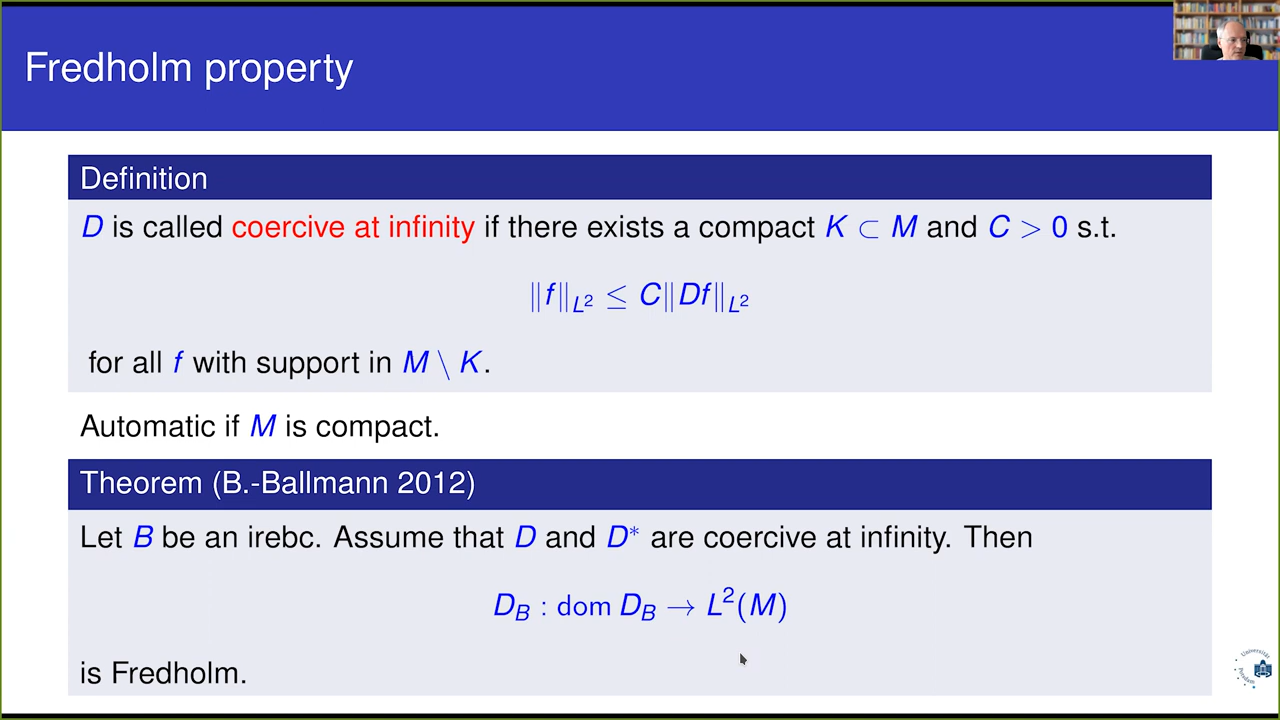 Fredholm property
Definition
D is called coercive at infinity if there exists a compact K ⊂ M and C > 0 s.t.
‖f‖_{L²} ≤ C‖Df‖_{L²}
for all f with support in M \ K.
Automatic if M is compact.
Theorem (B.-Ballmann 2012)
Let B be an irebc. Assume that D and D* are coercive at infinity. Then
D_B : dom D_B → L²(M)
is Fredholm.
Universität
Potsdam